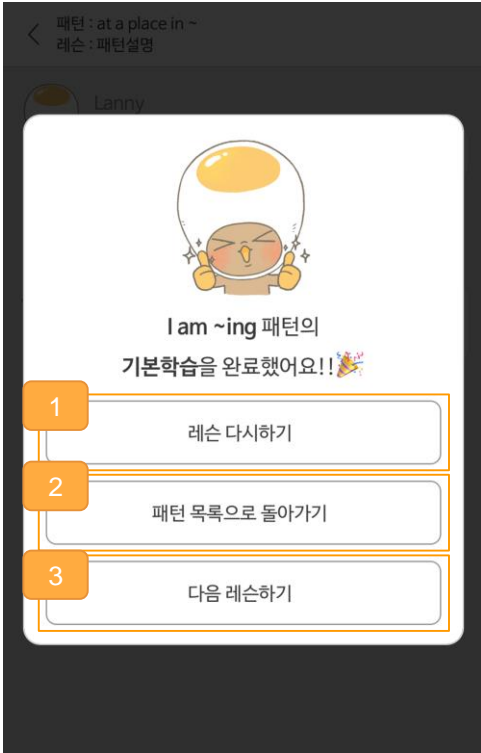 패턴 : at a place in ~
레슨 : 패턴설명
Lanny
I am ~ing 패턴의
기본학습을 완료했어요!!🎉
1
레슨 다시하기
2
패턴 목록으로 돌아가기
3
다음 레슨하기